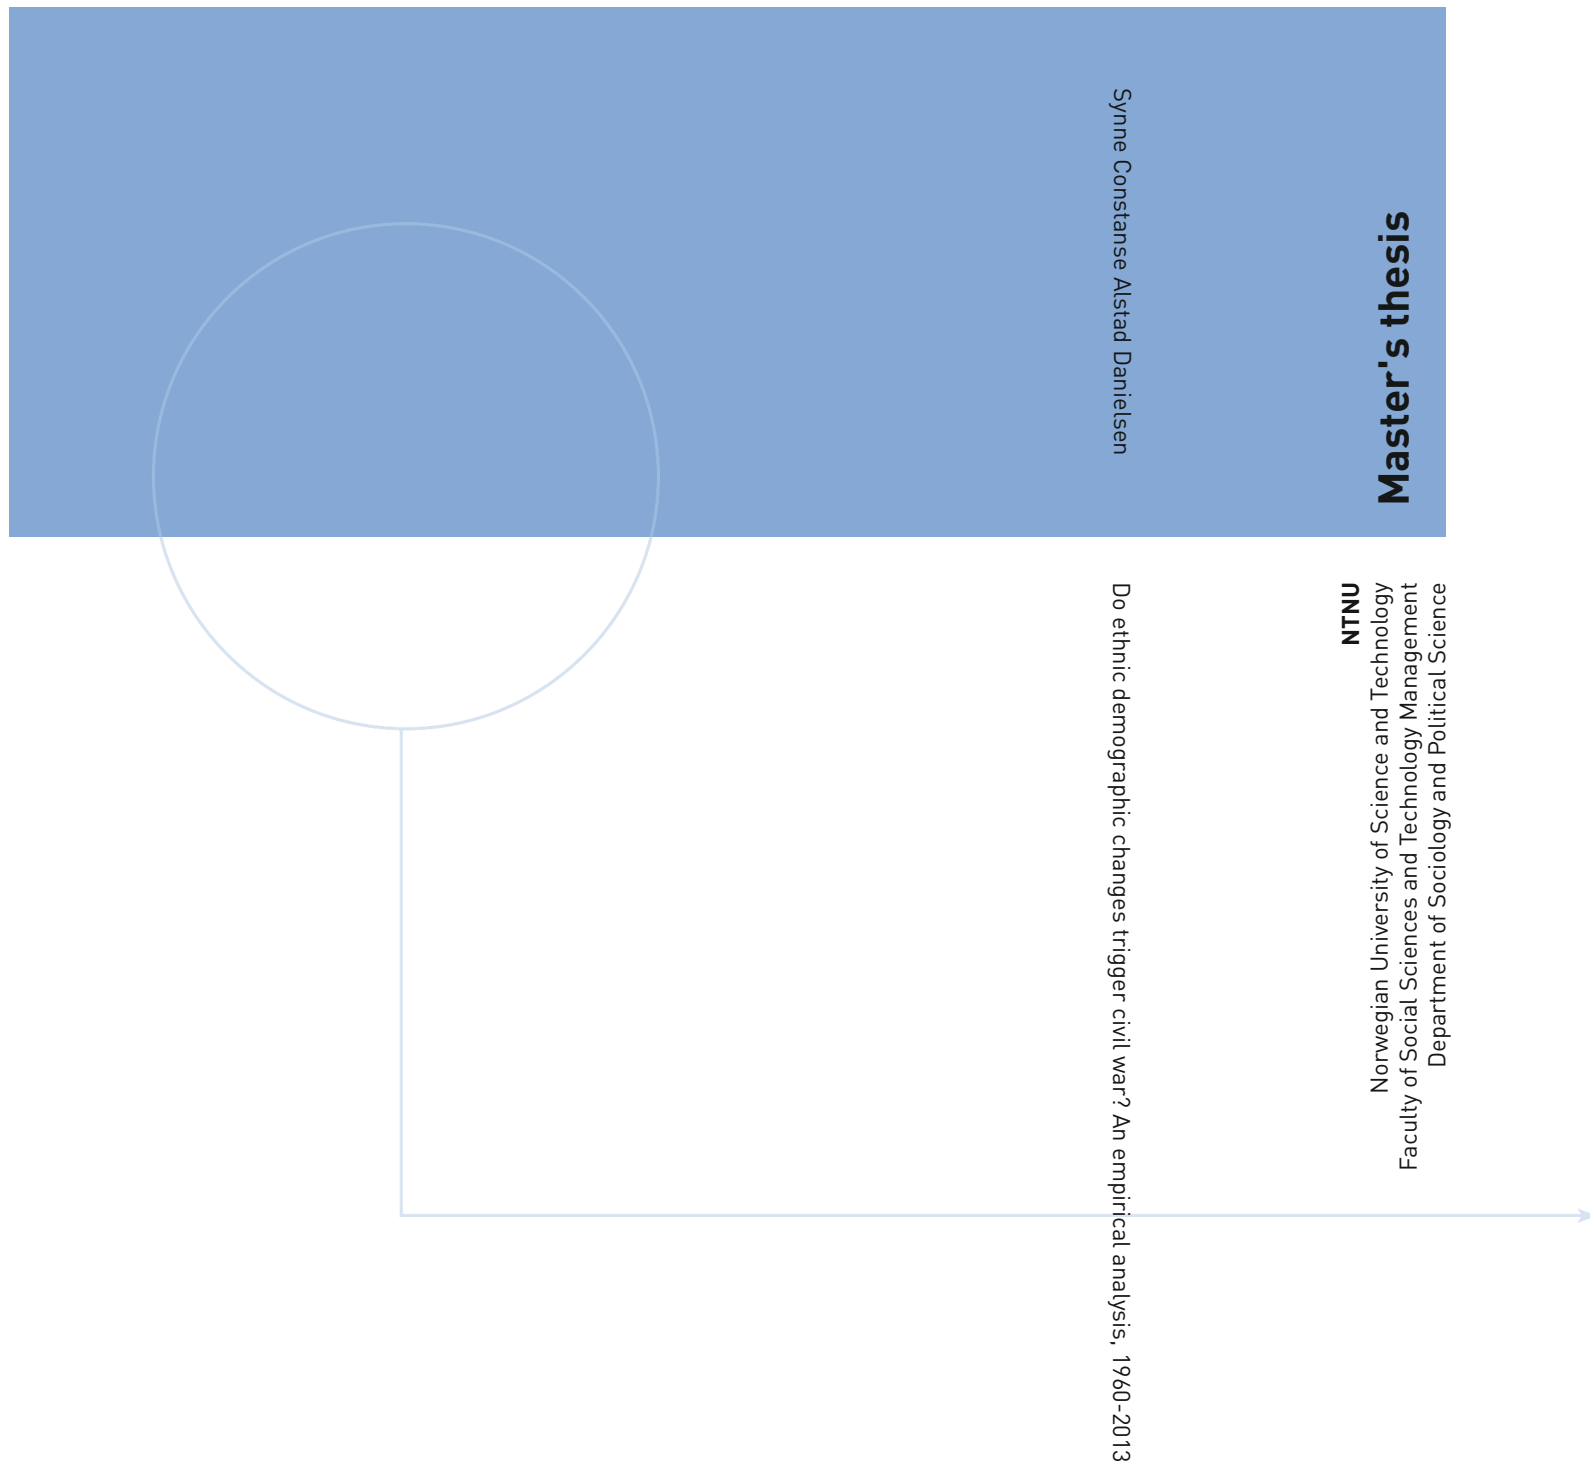 Synne Constanse Alstad Danielsen
Do ethnic demographic changes trigger civil war? An empirical analysis, 1960-2013
Master's thesis
NTNU
Norwegian University of Science and Technology
Faculty of Social Sciences and Technology Management
Department of Sociology and Political Science